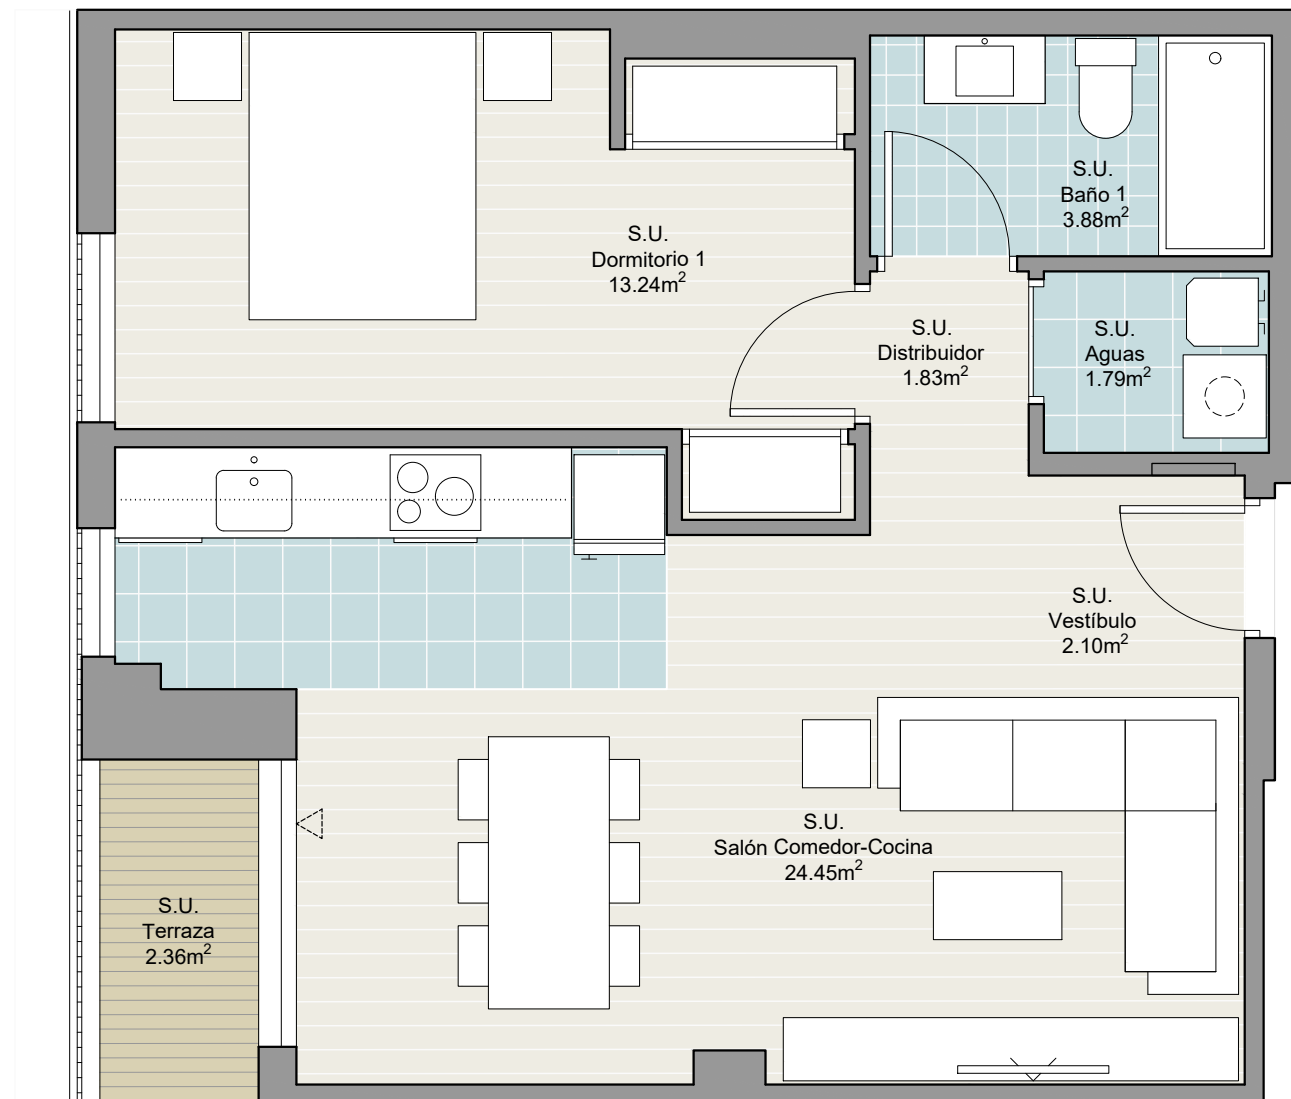 S.U.
Baño 1
3.88m²
S.U.
Dormitorio 1
13.24m²
S.U.
Distribuidor
1.83m²
S.U.
Aguas
1.79m²
S.U.
Vestíbulo
2.10m²
S.U.
Salón Comedor-Cocina
24.45m²
S.U.
Terraza
2.36m²